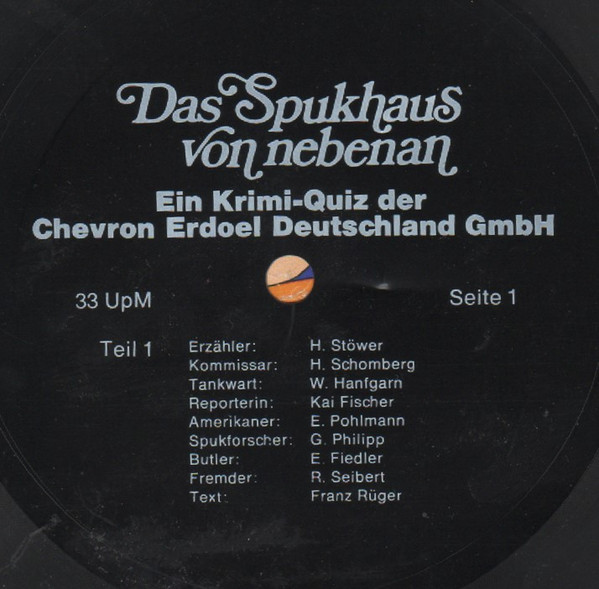 Das Spukhaus
von nebenan
Ein Krimi-Quiz der
Chevron Erdoel Deutschland GmbH
33 UpM
Seite 1
Teil 1
Erzähler: H. Stöwer
Kommissar: H. Schomberg
Tankwart: W. Hanfgarn
Reporterin: Kai Fischer
Amerikaner: E. Pohlmann
Spukforscher: G. Philipp
Butler: E. Fiedler
Fremder: R. Seibert
Text: Franz Rüger